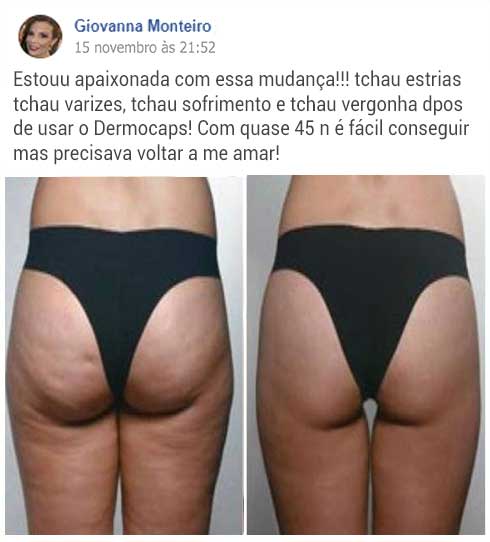 Giovanna Monteiro
15 novembro às 21:52
Estouu apaixonada com essa mudança!!! tchau estrias
tchau varizes, tchau sofrimento e tchau vergonha dpos
de usar o Dermocaps! Com quase 45 n é fácil conseguir
mas precisava voltar a me amar!